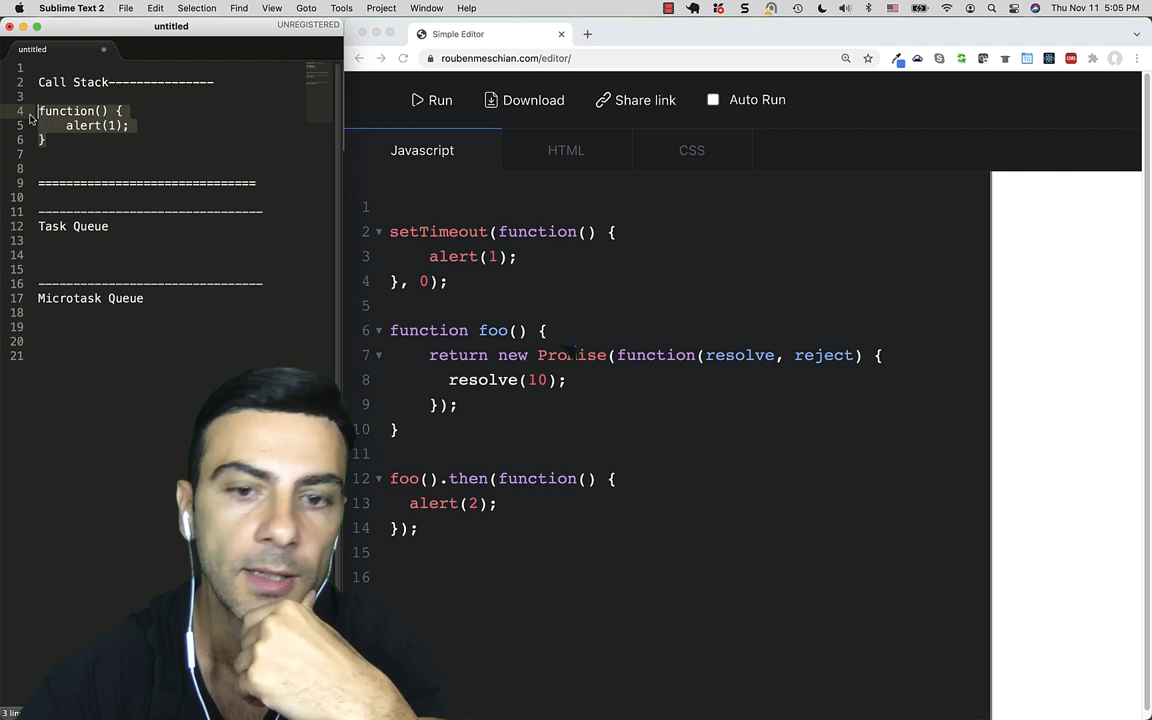 Sublime Text 2 File Edit Selection Find View Goto Tools Project Window Help Thu Nov 11 5:05 PM
untitled UNREGISTERED
untitled
Simple Editor
roubenmeschian.com/editor/
Run Download Share link Auto Run
Javascript HTML CSS
1
2 Call Stack---------------
3
4 function() {
5 alert(1);
6 }
7
8
9 ===============================
10
11 --------------------------------
12 Task Queue
13
14
15
16 --------------------------------
17 Microtask Queue
18
19
20
21
3 lin
1
2 setTimeout(function() {
3 alert(1);
4 }, 0);
5
6 function foo() {
7 return new Promise(function(resolve, reject) {
8 resolve(10);
9 });
10 }
11
12 foo().then(function() {
13 alert(2);
14 });
15
16